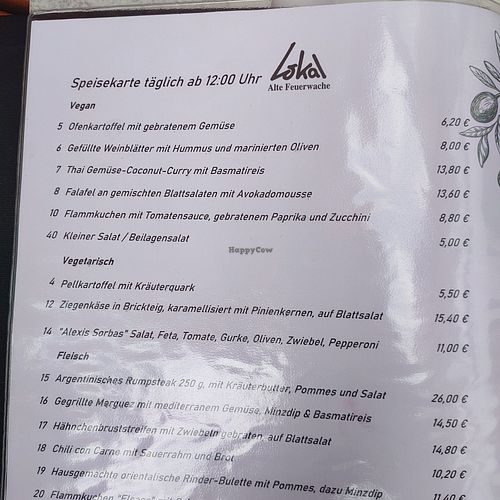 Lokal
Alte Feuerwache
Speisekarte täglich ab 12:00 Uhr
Vegan
5 Ofenkartoffel mit gebratenem Gemüse 6,20 €
6 Gefüllte Weinblätter mit Hummus und marinierten Oliven 8,00 €
7 Thai Gemüse-Coconut-Curry mit Basmatireis 13,80 €
8 Falafel an gemischten Blattsalaten mit Avokadomousse 13,60 €
10 Flammkuchen mit Tomatensauce, gebratenem Paprika und Zucchini 8,80 €
40 Kleiner Salat / Beilagensalat 5,00 €
HappyCow
Vegetarisch
4 Pellkartoffel mit Kräuterquark 5,50 €
12 Ziegenkäse in Brickteig, karamellisiert mit Pinienkernen, auf Blattsalat 15,40 €
14 "Alexis Sorbas" Salat, Feta, Tomate, Gurke, Oliven, Zwiebel, Pepperoni 11,00 €
Fleisch
15 Argentinisches Rumpsteak 250 g, mit Kräuterbutter, Pommes und Salat 26,00 €
16 Gegrillte Marguez mit mediterranem Gemüse, Minzdip & Basmatireis 14,50 €
17 Hähnchenbruststreifen mit Zwiebeln gebraten, auf Blattsalat 14,80 €
18 Chili con Carne mit Sauerrahm und Brot 10,20 €
19 Hausgemachte orientalische Rinder-Bulette mit Pommes, dazu Minzdip 11,40 €
20 Flammkuchen